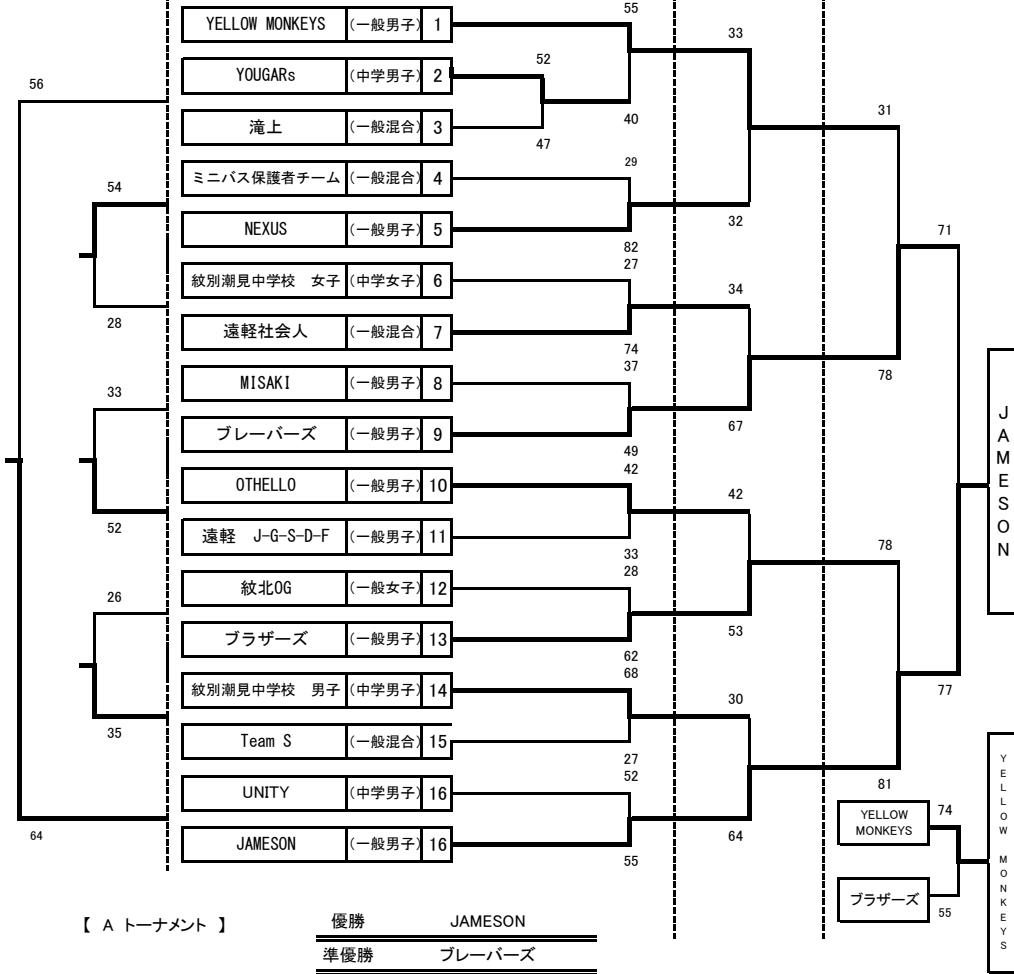 YELLOW MONKEYS (一般男子) 1
YOUGARs (中学男子) 2
滝上 (一般混合) 3
ミニバス保護者チーム (一般混合) 4
NEXUS (一般男子) 5
紋別潮見中学校 女子 (中学女子) 6
遠軽社会人 (一般混合) 7
MISAKI (一般男子) 8
ブレーバーズ (一般男子) 9
OTHELLO (一般男子) 10
遠軽 J-G-S-D-F (一般男子) 11
紋北OG (一般女子) 12
ブラザーズ (一般男子) 13
紋別潮見中学校 男子 (中学男子) 14
Team S (一般混合) 15
UNITY (中学男子) 16
JAMESON (一般男子) 16
56
54
28
33
52
26
35
64
52
47
55
40
29
82
27
74
37
49
42
33
28
62
68
27
52
55
33
32
34
67
42
53
30
64
31
78
78
81
71
77
JAMESON
YELLOW
MONKEYS
74
ブラザーズ
55
YELLOW MONKEYS
【 A トーナメント 】
優勝 JAMESON
準優勝 ブレーバーズ